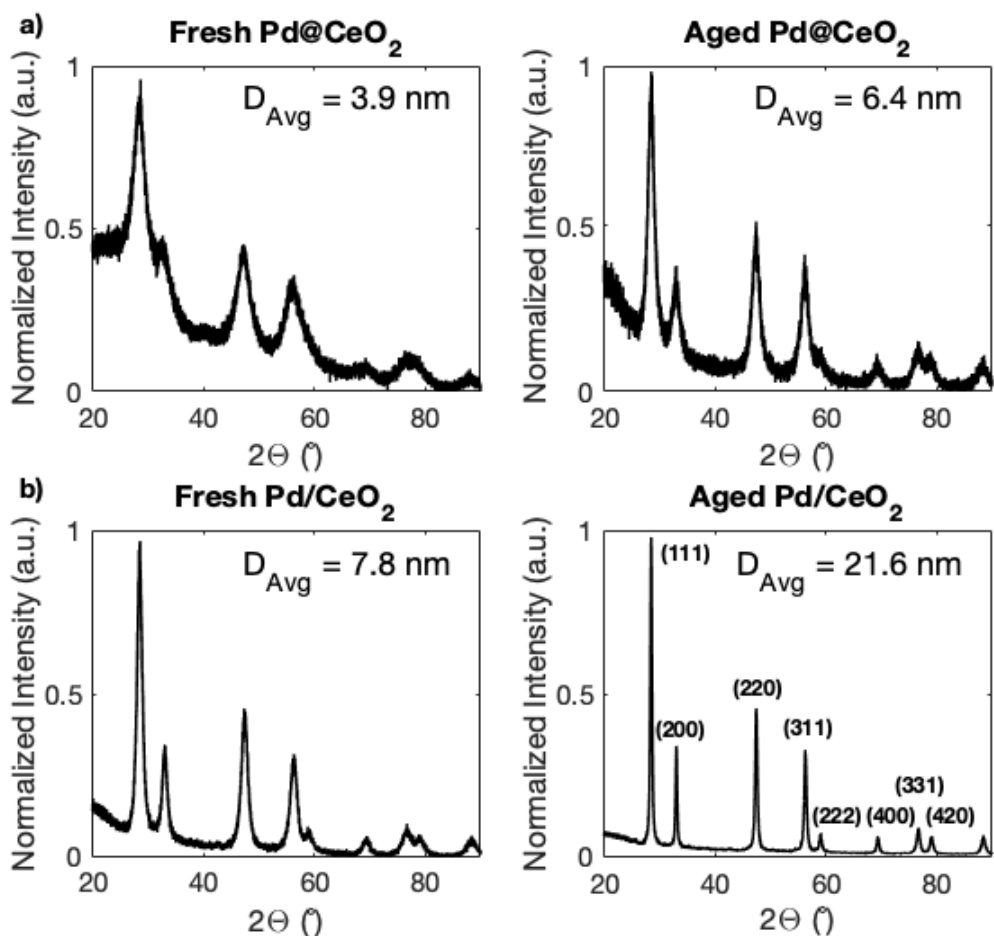 a)
Fresh Pd@CeO2
Normalized Intensity (a.u.)
1
0.5
0
DAvg = 3.9 nm
20 40 60 80
2Θ (°)
Aged Pd@CeO2
Normalized Intensity (a.u.)
1
0.5
0
DAvg = 6.4 nm
20 40 60 80
2Θ (°)
b)
Fresh Pd/CeO2
Normalized Intensity (a.u.)
1
0.5
0
DAvg = 7.8 nm
20 40 60 80
2Θ (°)
Aged Pd/CeO2
Normalized Intensity (a.u.)
1
0.5
0
(111) DAvg = 21.6 nm
(220)
(200) (311)
(331)
(222) (400) (420)
20 40 60 80
2Θ (°)